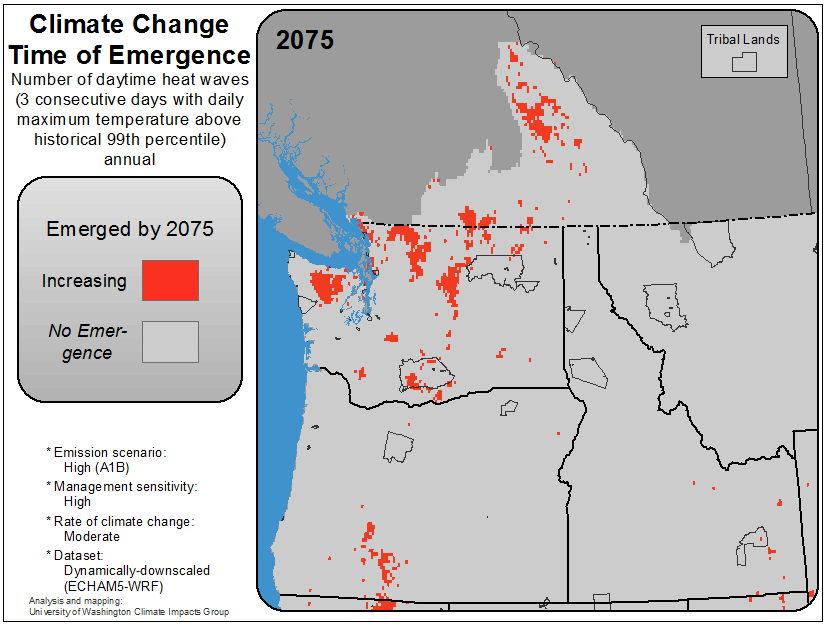 Climate Change
Time of Emergence
Number of daytime heat waves
(3 consecutive days with daily
maximum temperature above
historical 99th percentile)
annual
Emerged by 2075
Increasing
No Emer-
gence
* Emission scenario:
High (A1B)
* Management sensitivity:
High
* Rate of climate change:
Moderate
* Dataset:
Dynamically-downscaled
(ECHAM5-WRF)
Analysis and mapping:
University of Washington Climate Impacts Group
2075
Tribal Lands